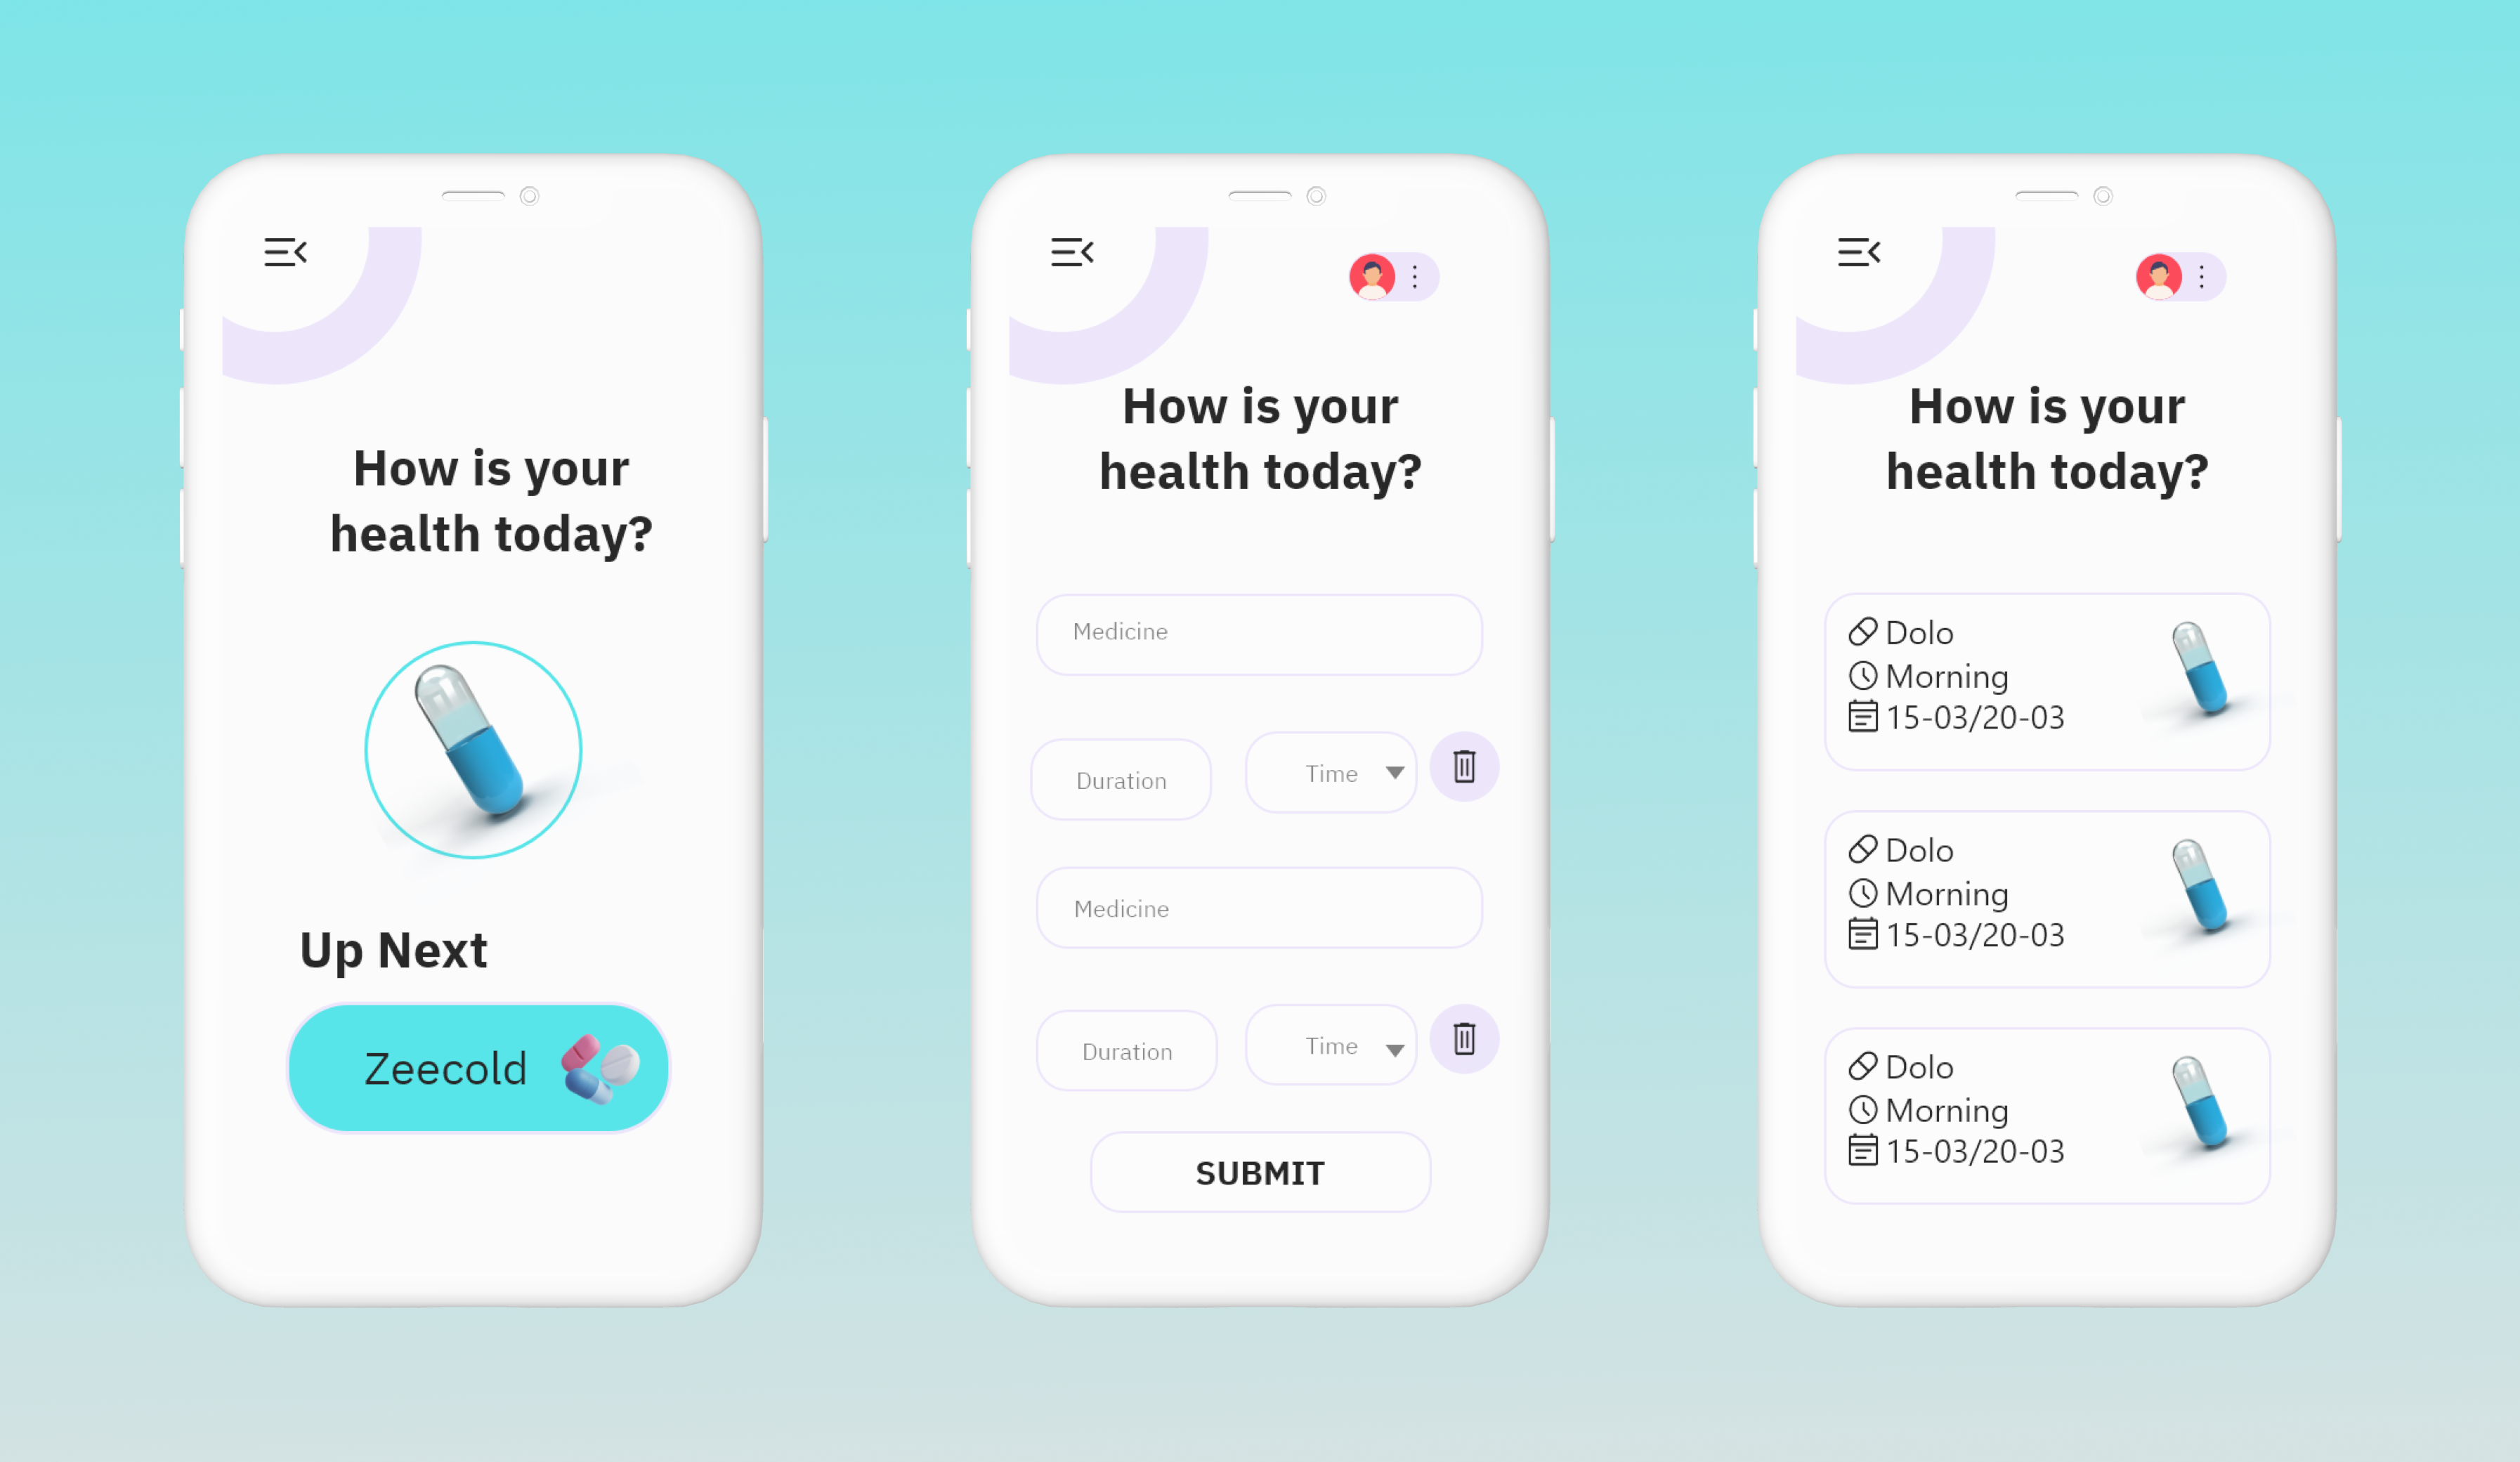 How is your
health today?
Up Next
Zeecold
How is your
health today?
Medicine
Duration
Time
Medicine
Duration
Time
SUBMIT
How is your
health today?
Dolo
Morning
15-03/20-03
Dolo
Morning
15-03/20-03
Dolo
Morning
15-03/20-03